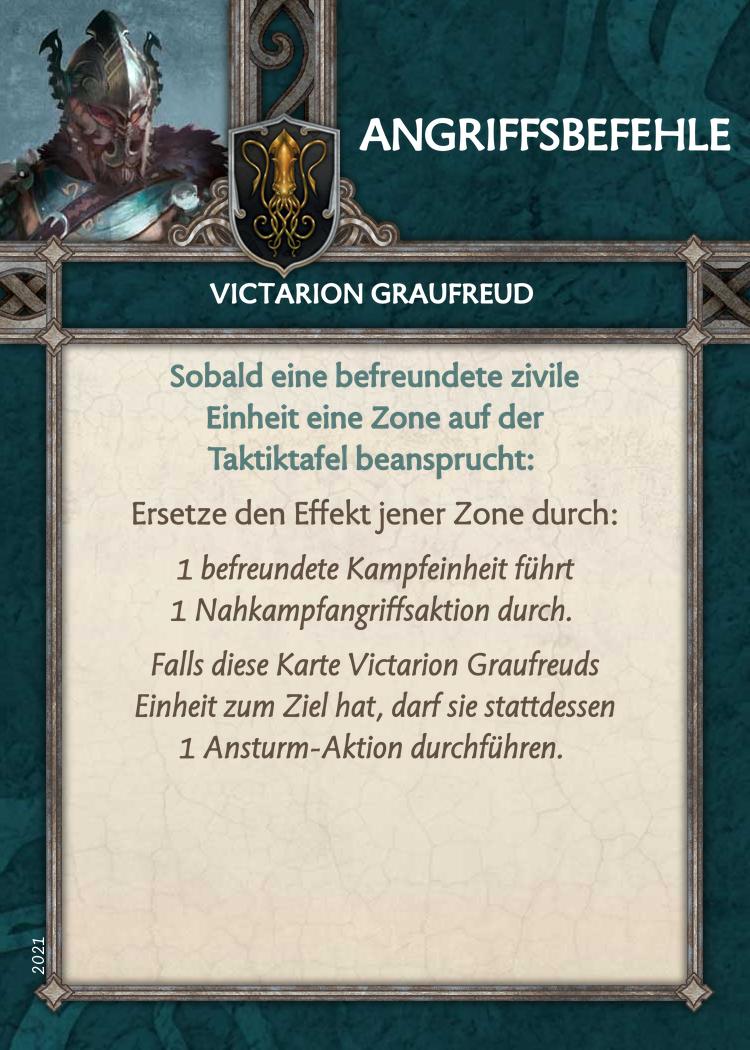 ANGRIFFSBEFEHLE
VICTARION GRAUFREUD
Sobald eine befreundete zivile
Einheit eine Zone auf der
Taktiktafel beansprucht:
Ersetze den Effekt jener Zone durch:
1 befreundete Kampfeinheit führt
1 Nahkampfangriffsaktion durch.
Falls diese Karte Victarion Graufreuds
Einheit zum Ziel hat, darf sie stattdessen
1 Ansturm-Aktion durchführen.
2021